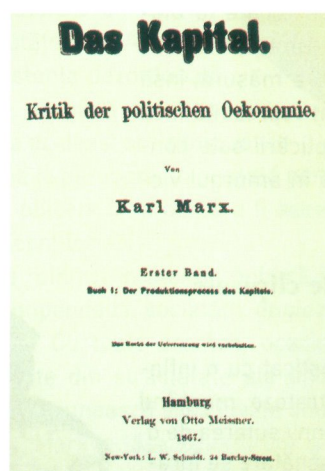 Das Kapital.
Kritik der politischen Oekonomie.
Von
Karl Marx.
Erster Band.
Buch I: Der Produktionsprocess des Kapitals.
Das Recht der Uebersetzung wird vorbehalten.
Hamburg
Verlag von Otto Meissner.
1867.
New-York: L. W. Schmidt. 24 Barclay-Street.